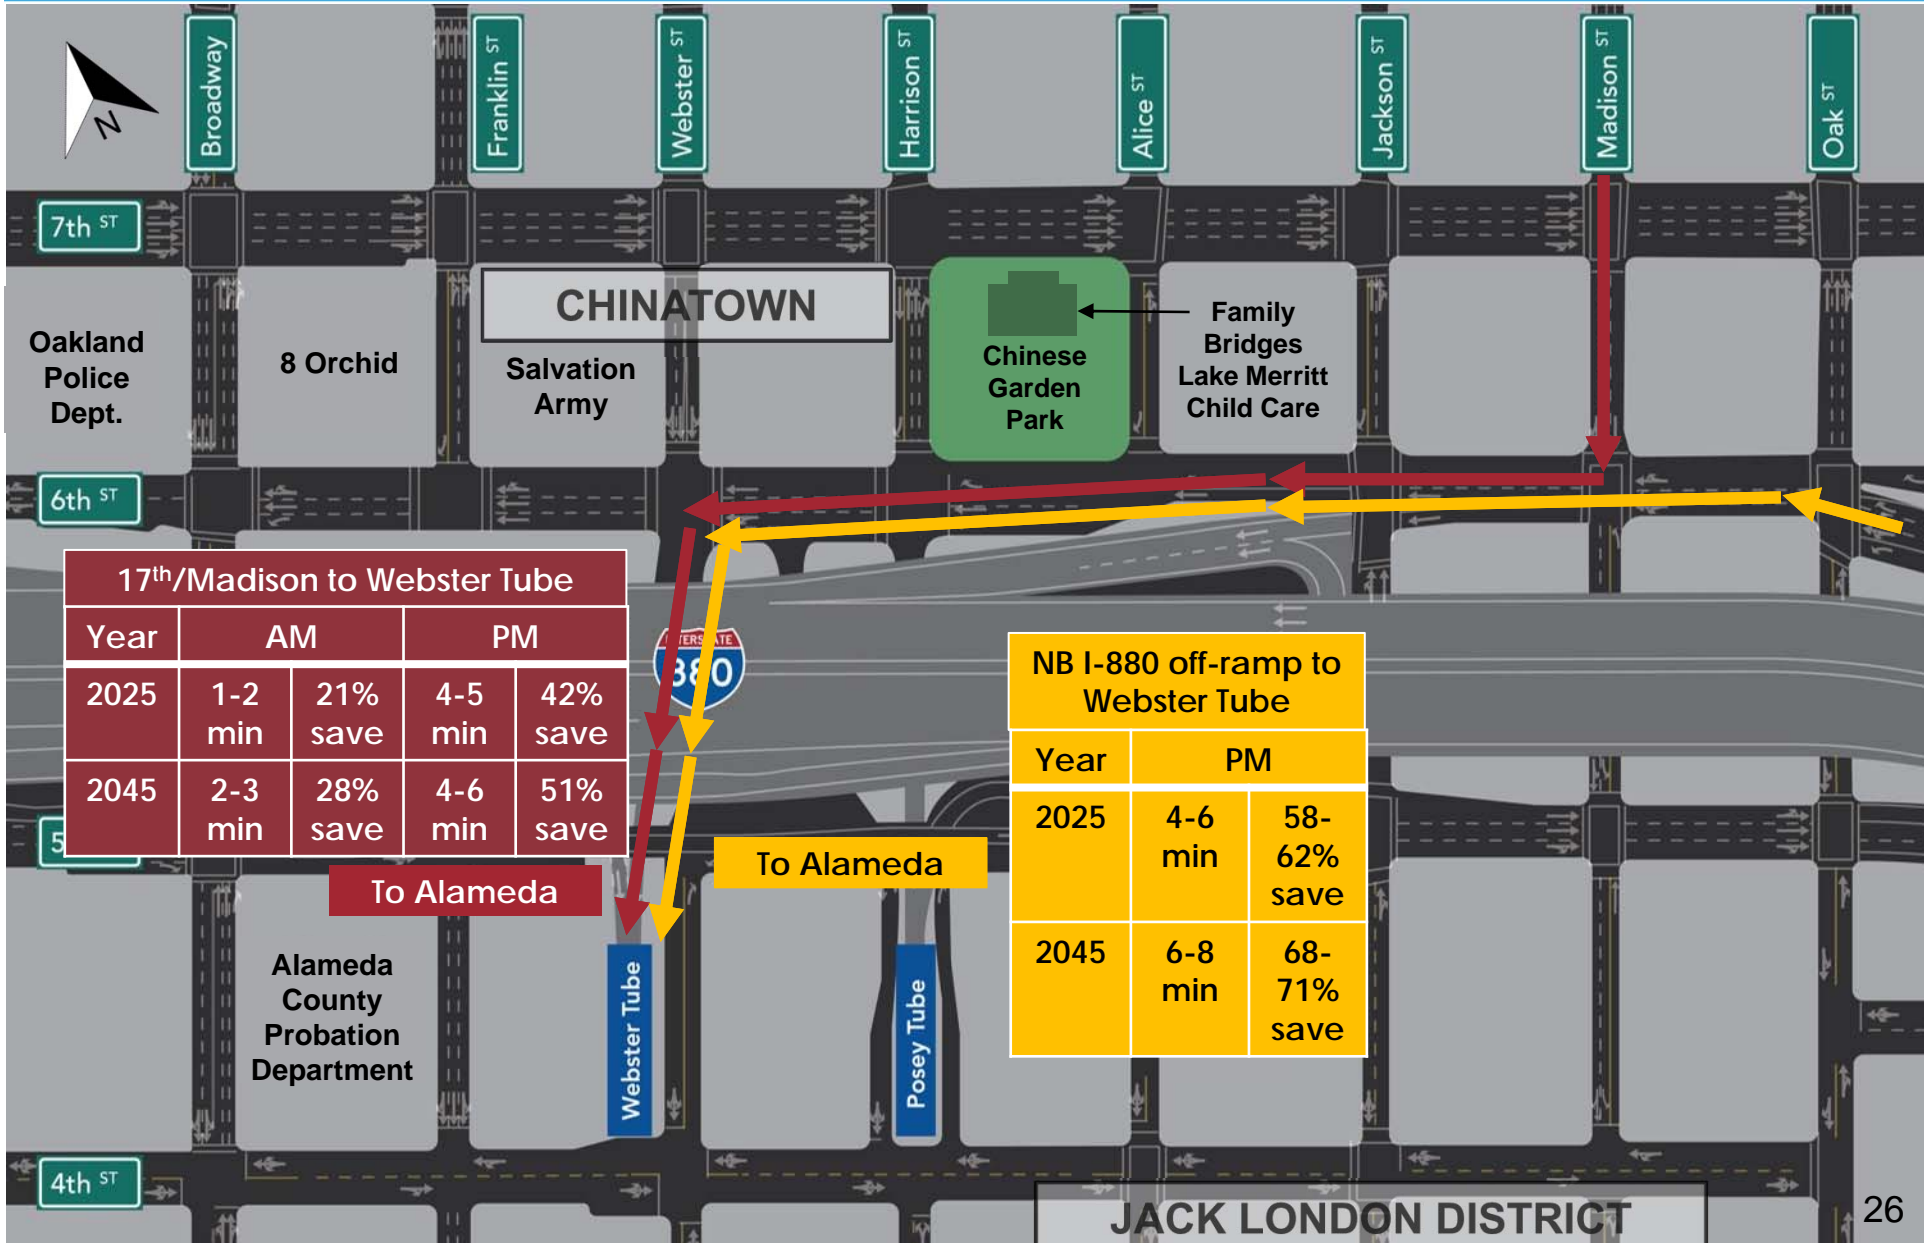 Broadway
Franklin ST
Webster ST
Harrison ST
Alice ST
Jackson ST
Madison ST
Oak ST
N
7th ST
CHINATOWN
Oakland
Police
Dept.
8 Orchid
Salvation
Army
Chinese
Garden
Park
Family
Bridges
Lake Merritt
Child Care
6th ST
17th/Madison to Webster Tube
Year AM PM
2025 1-2 min 21% save 4-5 min 42% save
2045 2-3 min 28% save 4-6 min 51% save
880
NB I-880 off-ramp to
Webster Tube
Year PM
2025 4-6 min 58-62% save
2045 6-8 min 68-71% save
5
To Alameda
To Alameda
Alameda
County
Probation
Department
Webster Tube
Posey Tube
4th ST
JACK LONDON DISTRICT
26